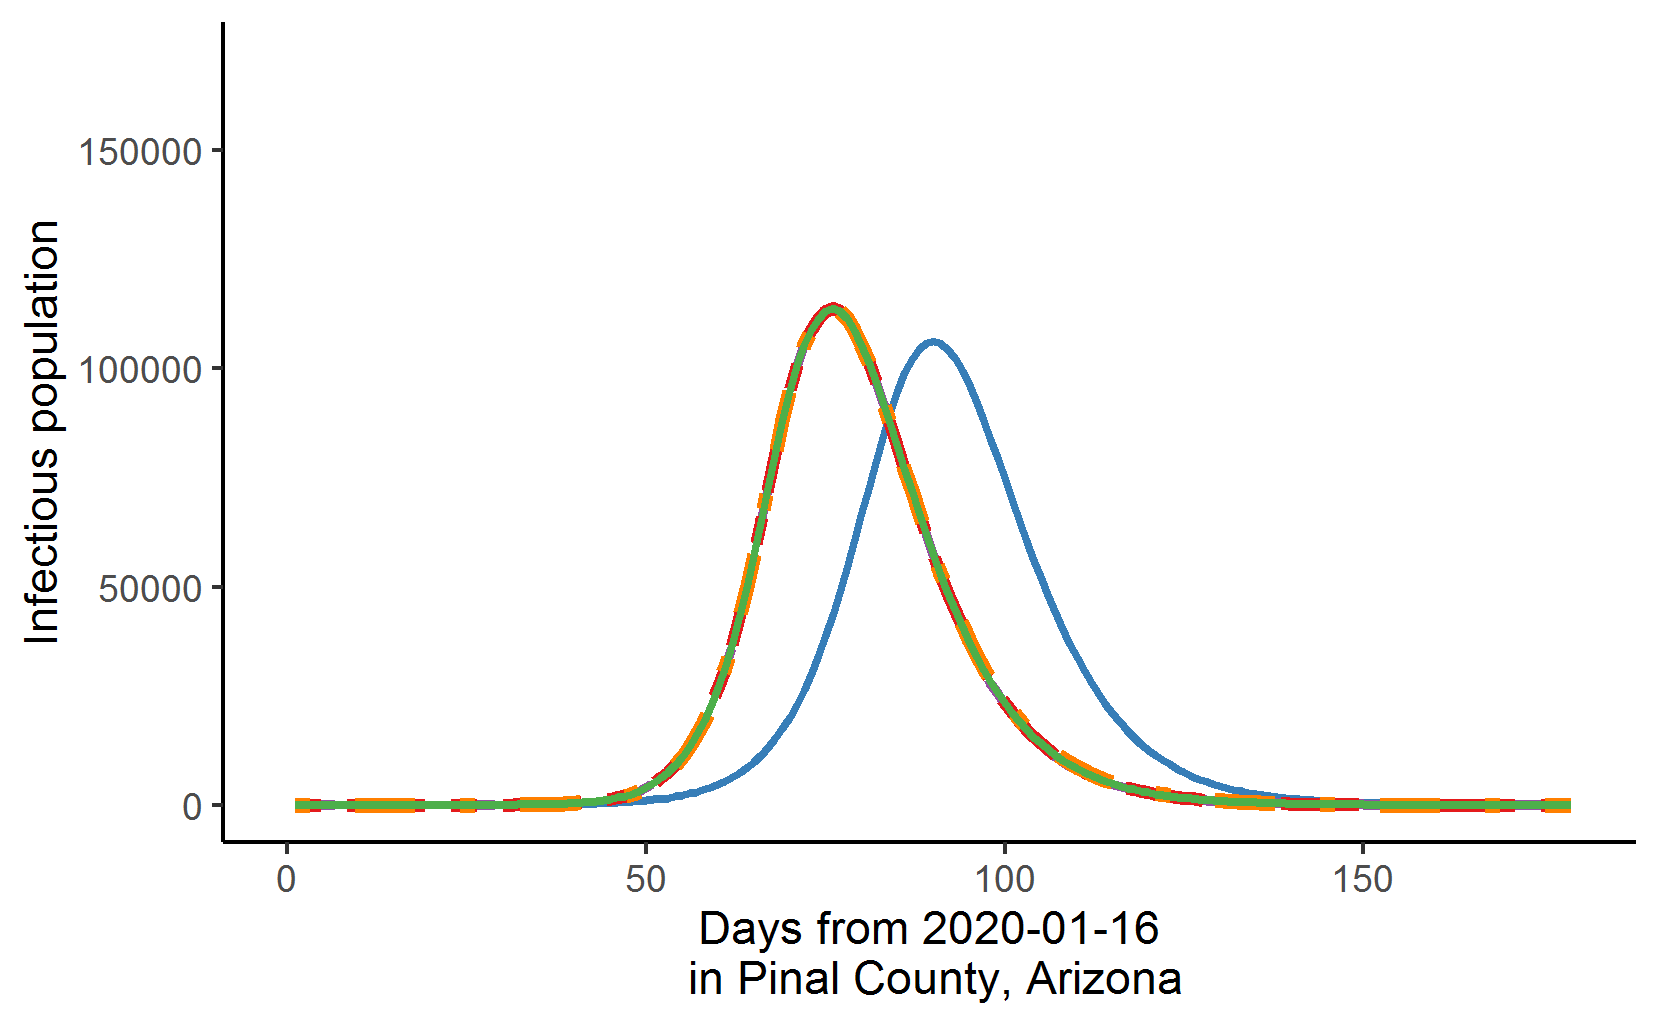 Infectious population
150000
100000
50000
0
0 50 100 150
Days from 2020-01-16
in Pinal County, Arizona